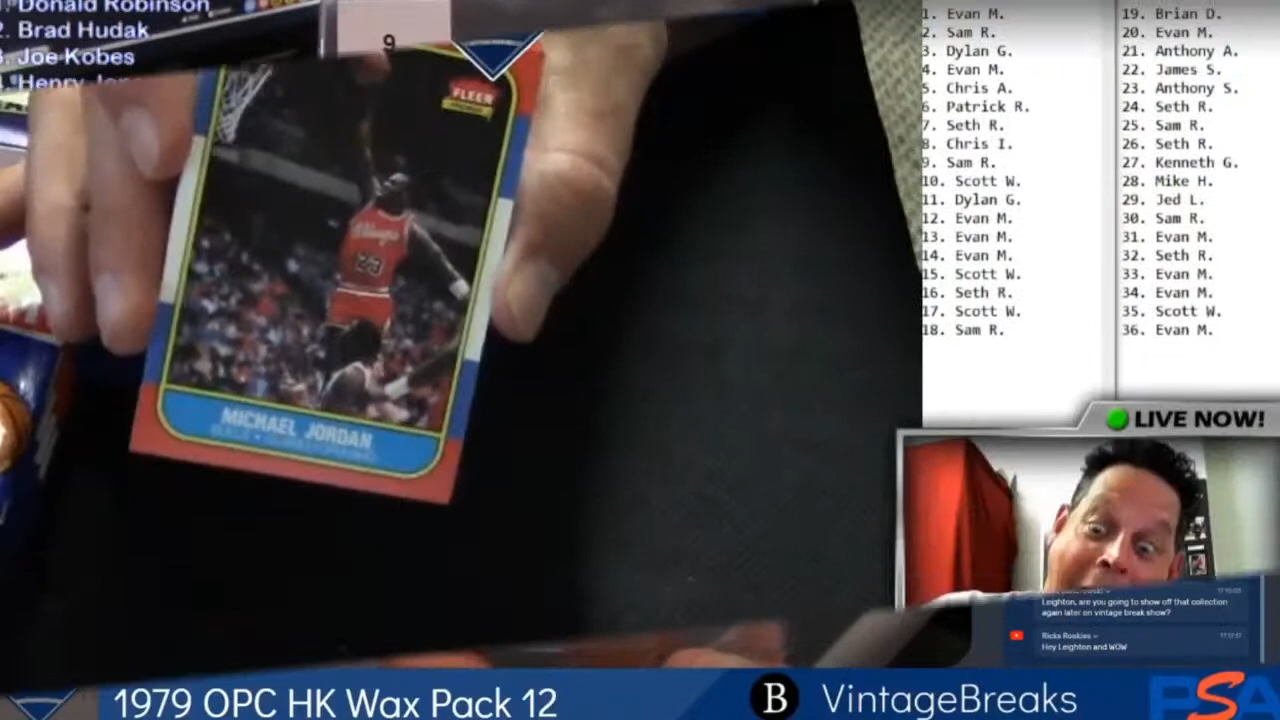 Donald Robinson
2. Brad Hudak
3. Joe Kobes
Henry
9
FLEER
PREMIER
23
MICHAEL JORDAN
1. Evan M.
2. Sam R.
3. Dylan G.
4. Evan M.
5. Chris A.
6. Patrick R.
7. Seth R.
8. Chris I.
9. Sam R.
10. Scott W.
11. Dylan G.
12. Evan M.
13. Evan M.
14. Evan M.
15. Scott W.
16. Seth R.
17. Scott W.
18. Sam R.
19. Brian D.
20. Evan M.
21. Anthony A.
22. James S.
23. Anthony S.
24. Seth R.
25. Sam R.
26. Seth R.
27. Kenneth G.
28. Mike H.
29. Jed L.
30. Sam R.
31. Evan M.
32. Seth R.
33. Evan M.
34. Evan M.
35. Scott W.
36. Evan M.
LIVE NOW!
Leighton, are you going to show off that collection
again later on vintage break show?
Ricks Rookies
Hey Leighton and WOW
1979 OPC HK Wax Pack 12
B VintageBreaks
PSA